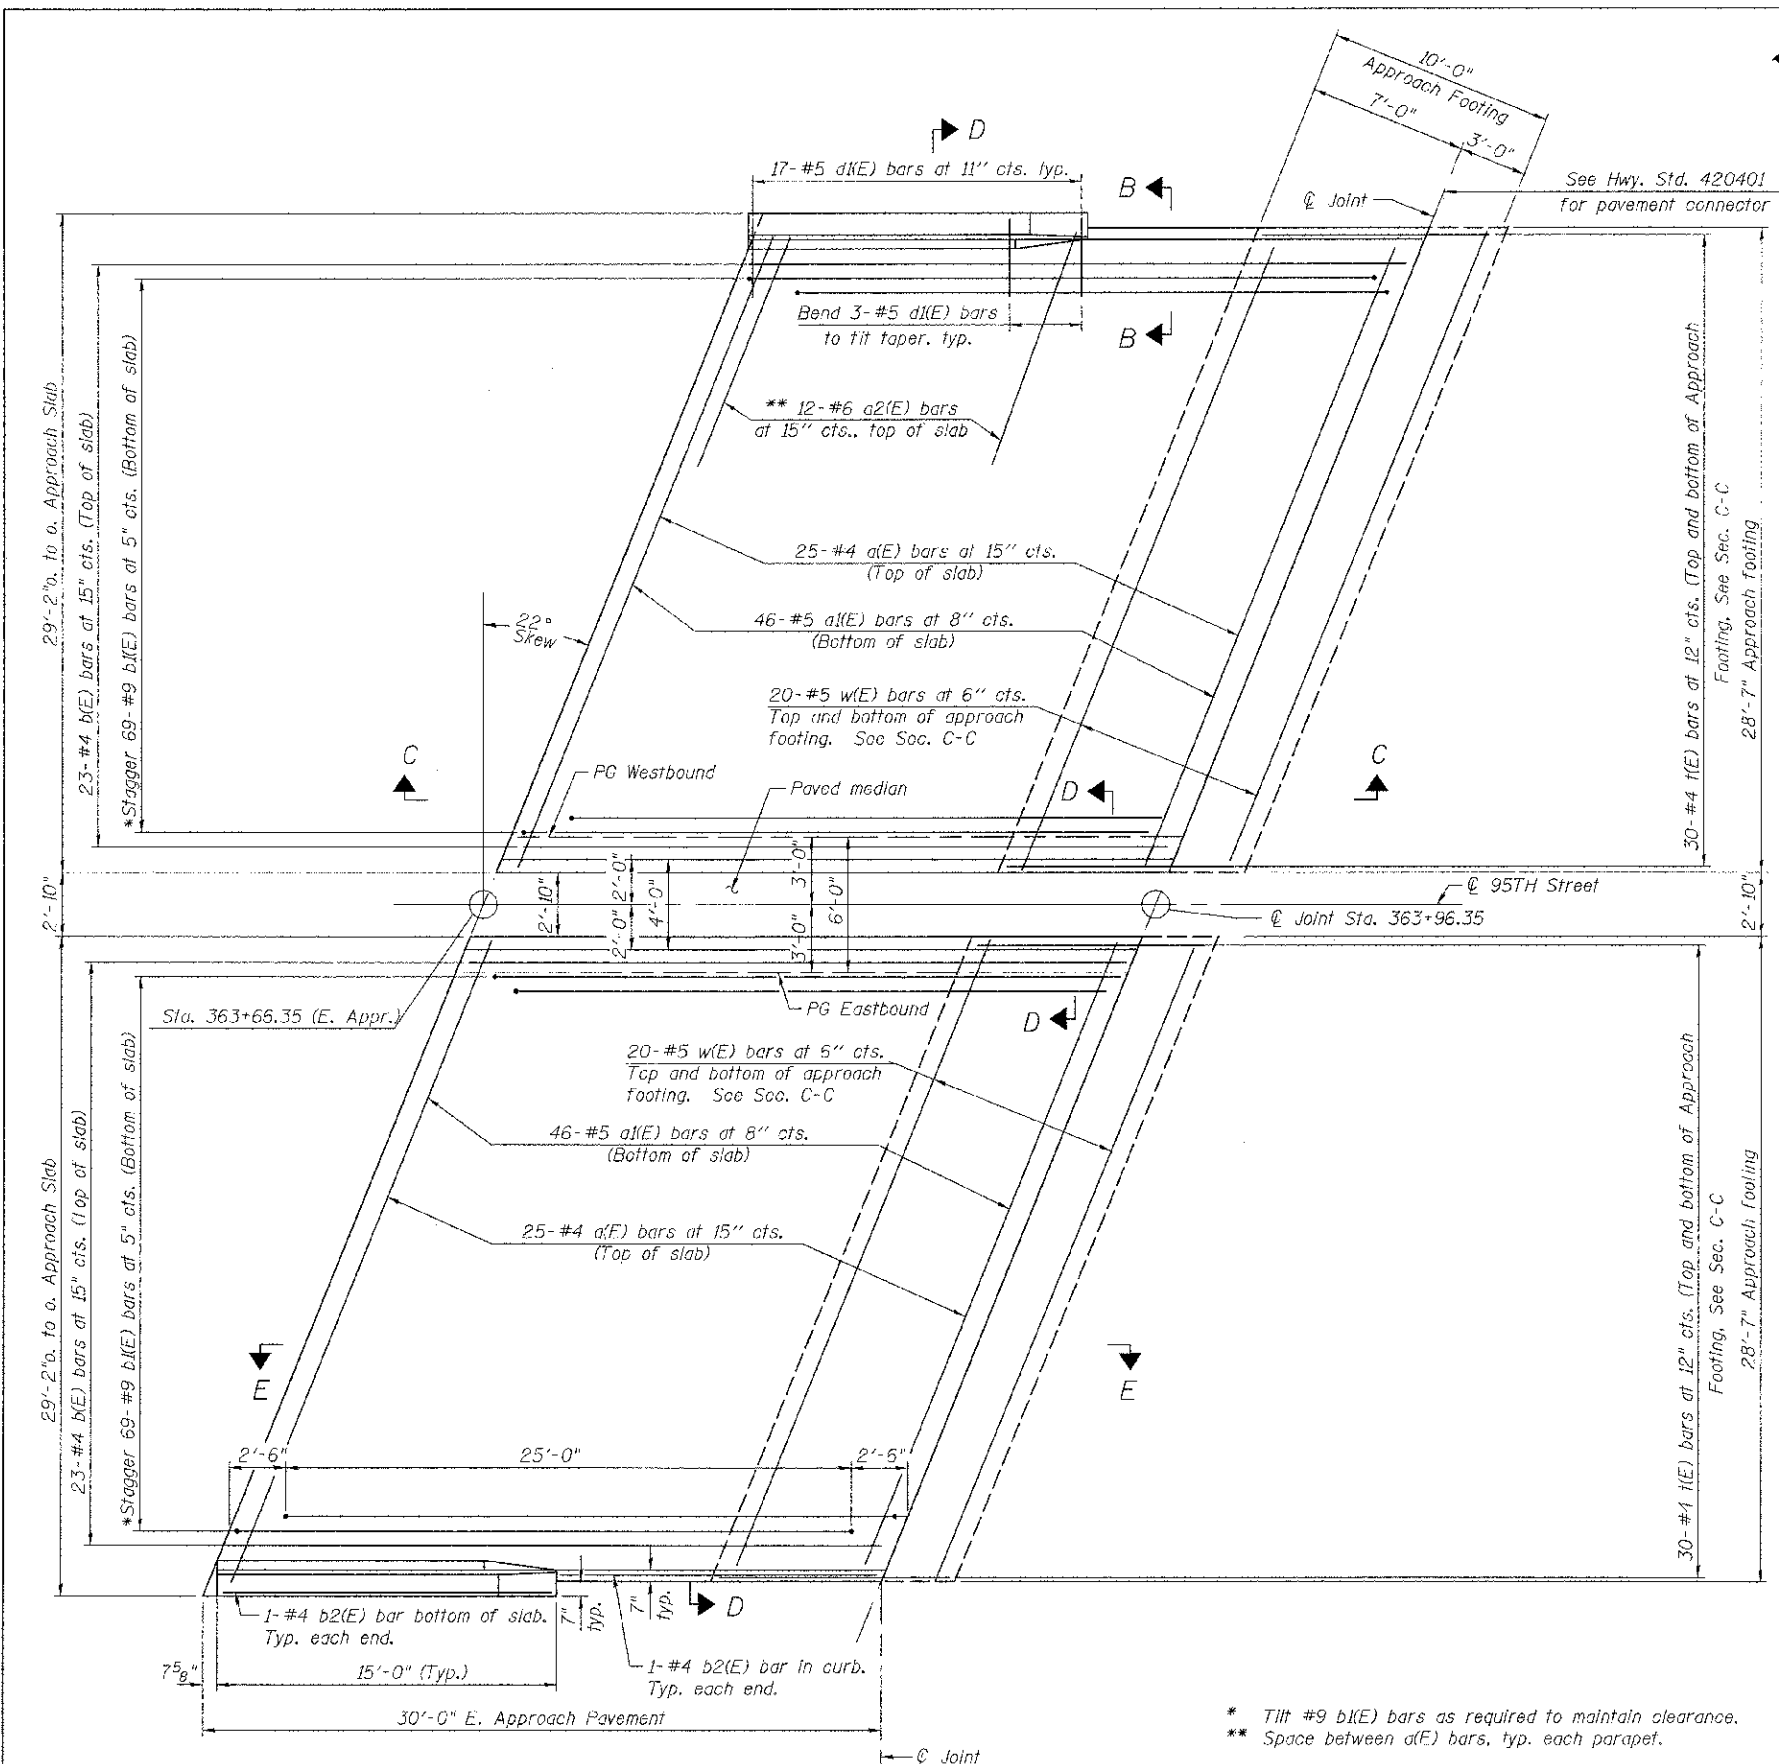 10'-0"
Approach Footing
7'-0"
3'-0"
D
17-#5 d1(E) bars at 11" cts. typ.
B
See Hwy. Std. 420401
for pavement connector
℄ Joint
Bend 3-#5 d1(E) bars
to fit taper, typ.
B
** 12-#6 a2(E) bars
at 15" cts., top of slab
29'-2"o. to o. Approach Slab
23-#4 b(E) bars at 15" cts. (Top of slab)
*Stagger 69-#9 b1(E) bars at 5" cts. (Bottom of slab)
30-#4 t(E) bars at 12" cts. (Top and bottom of Approach
Footing, See Sec. C-C
28'-7" Approach footing
25-#4 a(E) bars at 15" cts.
(Top of slab)
22°
Skew
46-#5 a1(E) bars at 8" cts.
(Bottom of slab)
20-#5 w(E) bars at 6" cts.
Top and bottom of approach
footing. See Sec. C-C
C
C
PG Westbound
Paved median
D
2'-10"
2'-10"
2'-0"
2'-0"
4'-0"
3'-0"
3'-0"
6'-0"
℄ 95TH Street
℄ Joint Sta. 363+96.35
2'-10"
Sta. 363+66.35 (E. Appr.)
PG Eastbound
D
20-#5 w(E) bars at 6" cts.
Top and bottom of approach
footing. See Sec. C-C
46-#5 a1(E) bars at 8" cts.
(Bottom of slab)
25-#4 a(E) bars at 15" cts.
(Top of slab)
29'-2"o. to o. Approach Slab
23-#4 b(E) bars at 15" cts. (Top of slab)
*Stagger 69-#9 b1(E) bars at 5" cts. (Bottom of slab)
30-#4 t(E) bars at 12" cts. (Top and bottom of Approach
Footing, See Sec. C-C
28'-7" Approach footing
E
E
2'-6"
25'-0"
2'-6"
1-#4 b2(E) bar bottom of slab.
Typ. each end.
7"
typ.
7"
typ.
D
1-#4 b2(E) bar in curb.
Typ. each end.
7 5/8"
15'-0" (Typ.)
30'-0" E. Approach Pavement
℄ Joint
* Tilt #9 b1(E) bars as required to maintain clearance.
** Space between a(E) bars, typ. each parapet.